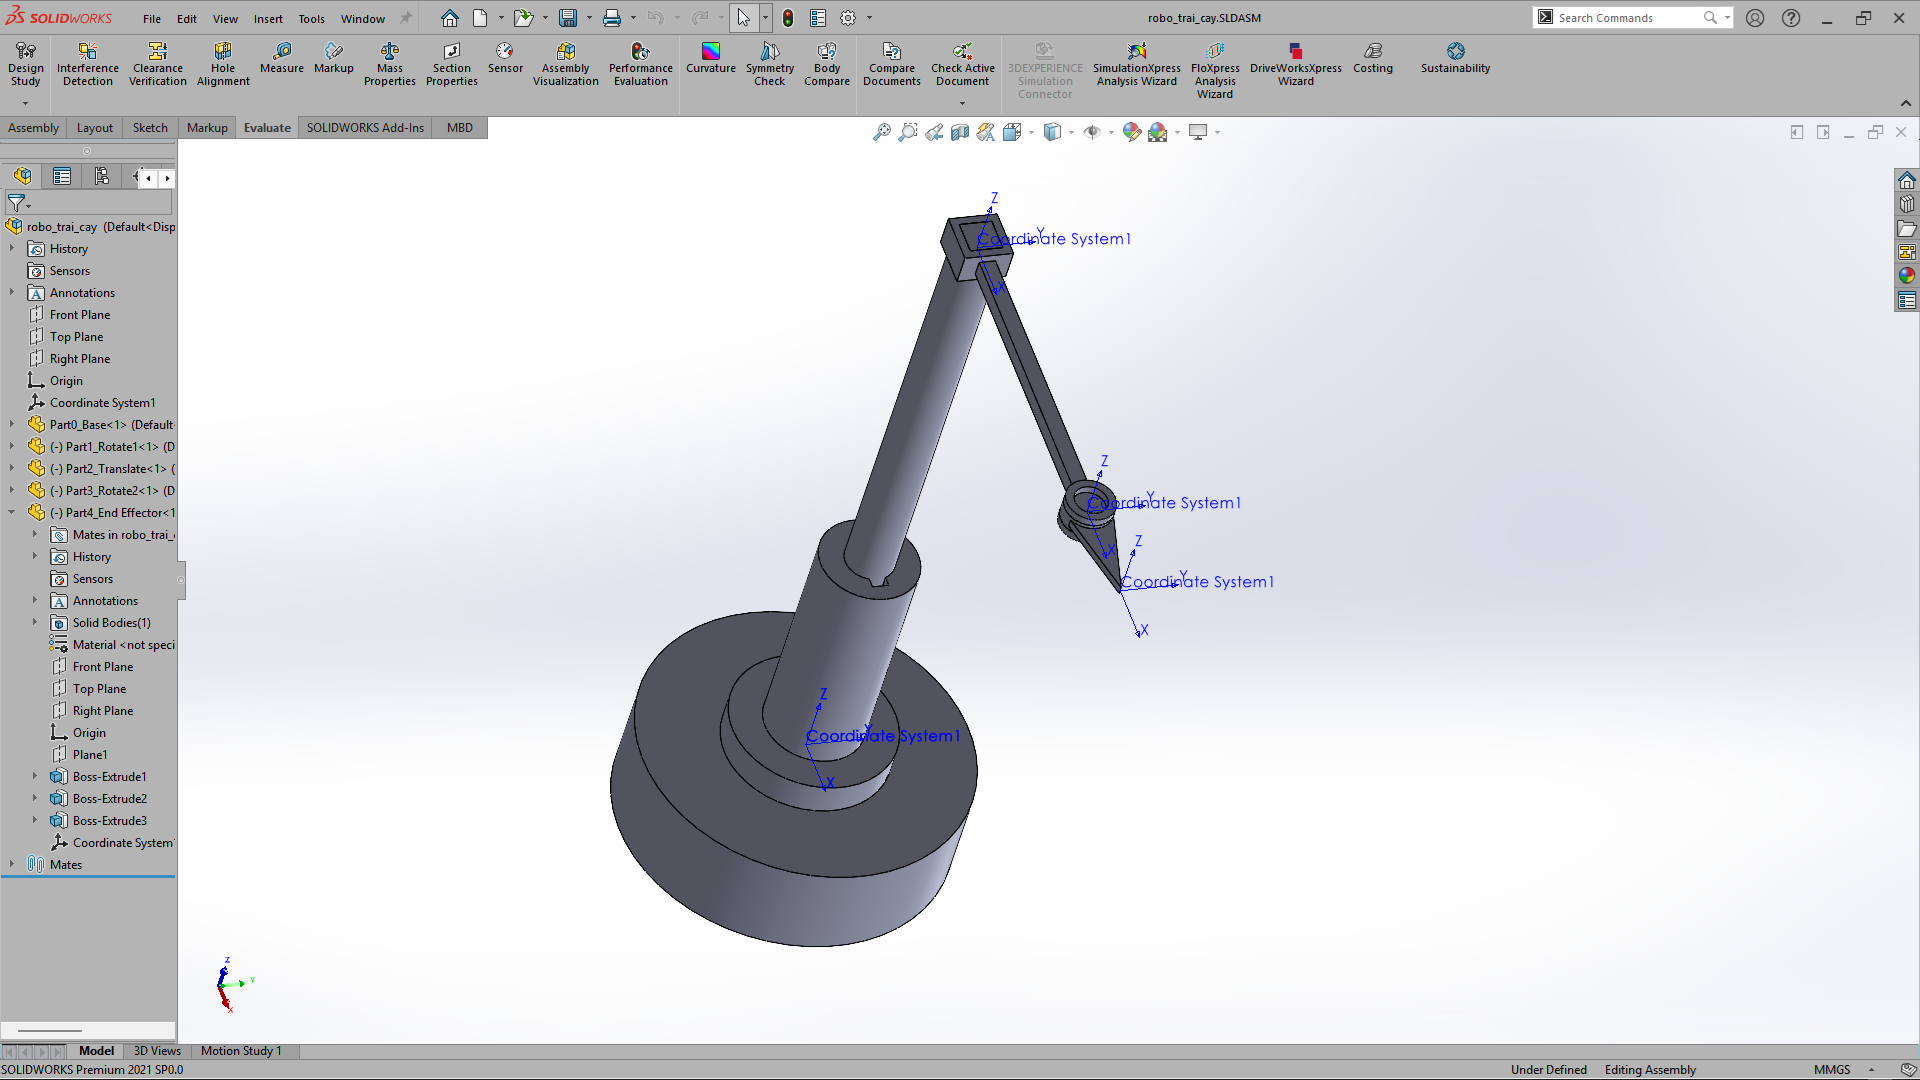 SOLIDWORKS File Edit View Insert Tools Window robo_trai_cay.SLDASM Search Commands
Design Study
Interference Detection
Clearance Verification
Hole Alignment
Measure
Markup
Mass Properties
Section Properties
Sensor
Assembly Visualization
Performance Evaluation
Curvature
Symmetry Check
Body Compare
Compare Documents
Check Active Document
3DEXPERIENCE Simulation Connector
SimulationXpress Analysis Wizard
FloXpress Analysis Wizard
DriveWorksXpress Wizard
Costing
Sustainability
Assembly Layout Sketch Markup Evaluate SOLIDWORKS Add-Ins MBD
robo_trai_cay (Default<Disp
History
Sensors
Annotations
Front Plane
Top Plane
Right Plane
Origin
Coordinate System1
Part0_Base<1> (Default
(-) Part1_Rotate1<1> (D
(-) Part2_Translate<1> (
(-) Part3_Rotate2<1> (D
(-) Part4_End Effector<1
Mates in robo_trai_
History
Sensors
Annotations
Solid Bodies(1)
Material <not speci
Front Plane
Top Plane
Right Plane
Origin
Plane1
Boss-Extrude1
Boss-Extrude2
Boss-Extrude3
Coordinate System
Mates
Z
Coordinate System1
Y
X
Z
Coordinate System1
Y
X
Z
Coordinate System1
Y
X
Z
Coordinate System1
Y
X
Z
Y
X
Model 3D Views Motion Study 1
SOLIDWORKS Premium 2021 SP0.0 Under Defined Editing Assembly MMGS